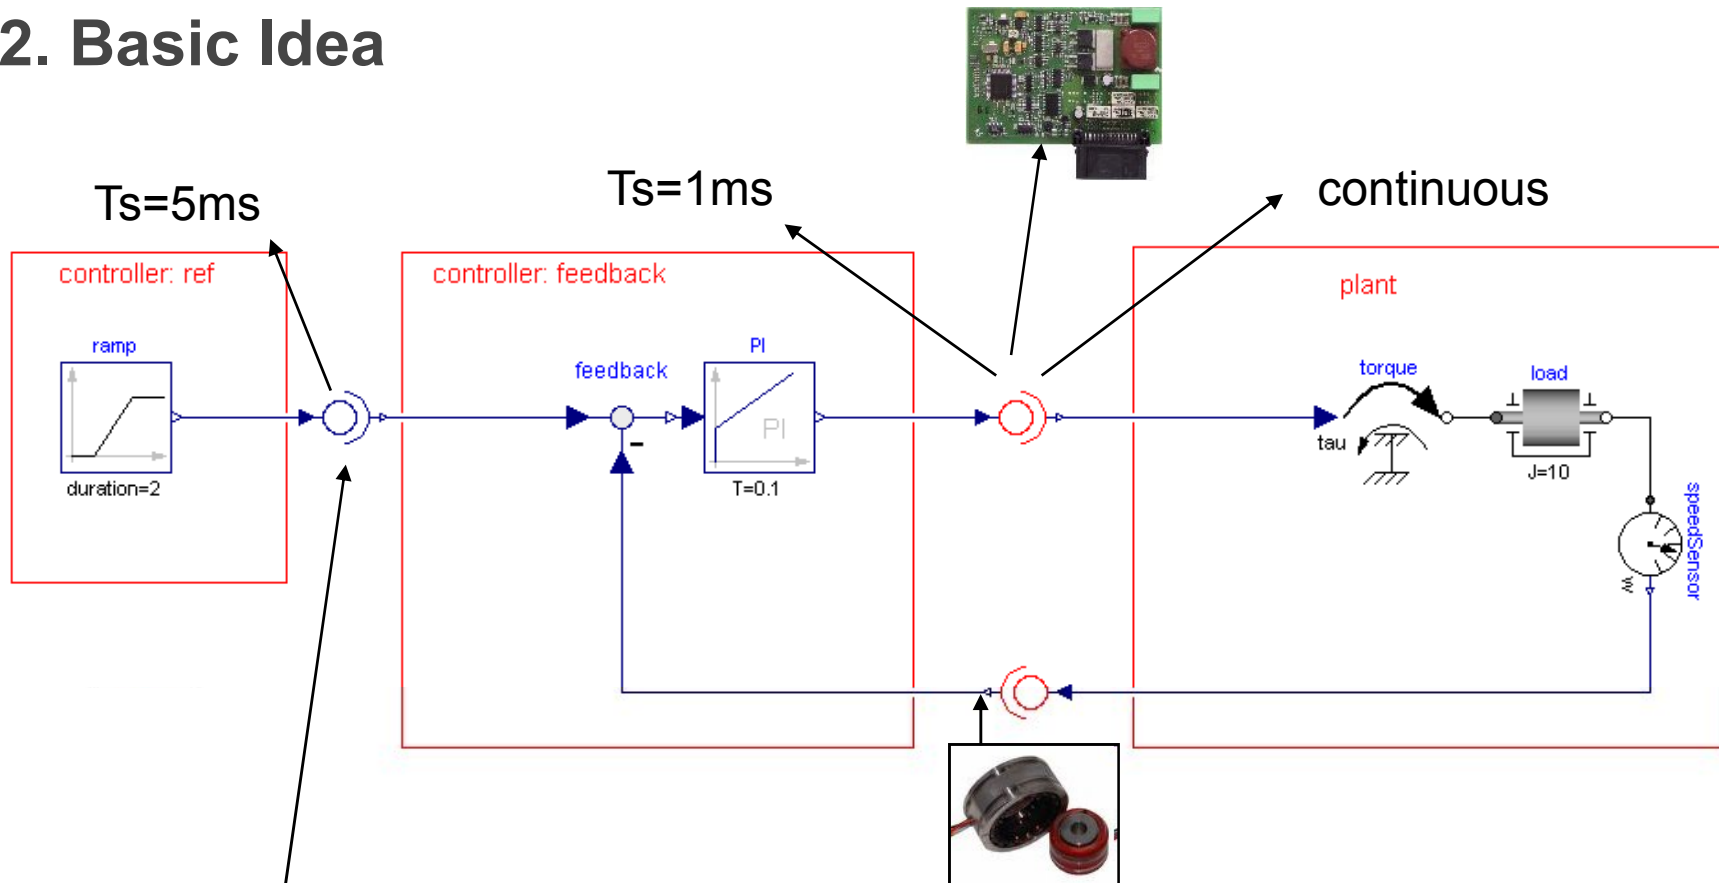 2. Basic Idea
Ts=5ms
Ts=1ms
continuous
controller: ref
controller: feedback
plant
ramp
feedback
PI
torque
load
PI
-
tau
J=10
duration=2
T=0.1
speedSensor
w